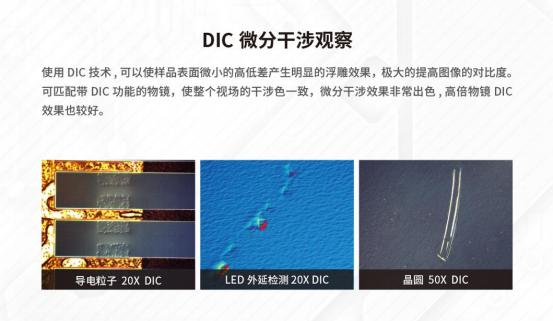 DIC 微分干涉观察
使用 DIC 技术 , 可以使样品表面微小的高低差产生明显的浮雕效果，极大的提高图像的对比度。
可匹配带 DIC 功能的物镜，使整个视场的干涉色一致，微分干涉效果非常出色 , 高倍物镜 DIC
效果也较好。
导电粒子 20X DIC
LED 外延检测 20X DIC
晶圆 50X DIC